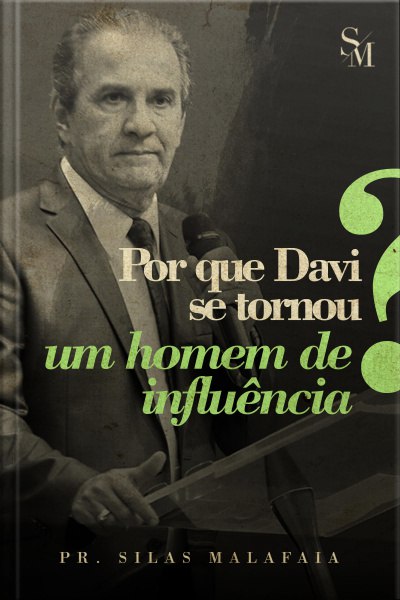 SM
Por que Davi
se tornou
um homem de
influência
?
PR. SILAS MALAFAIA